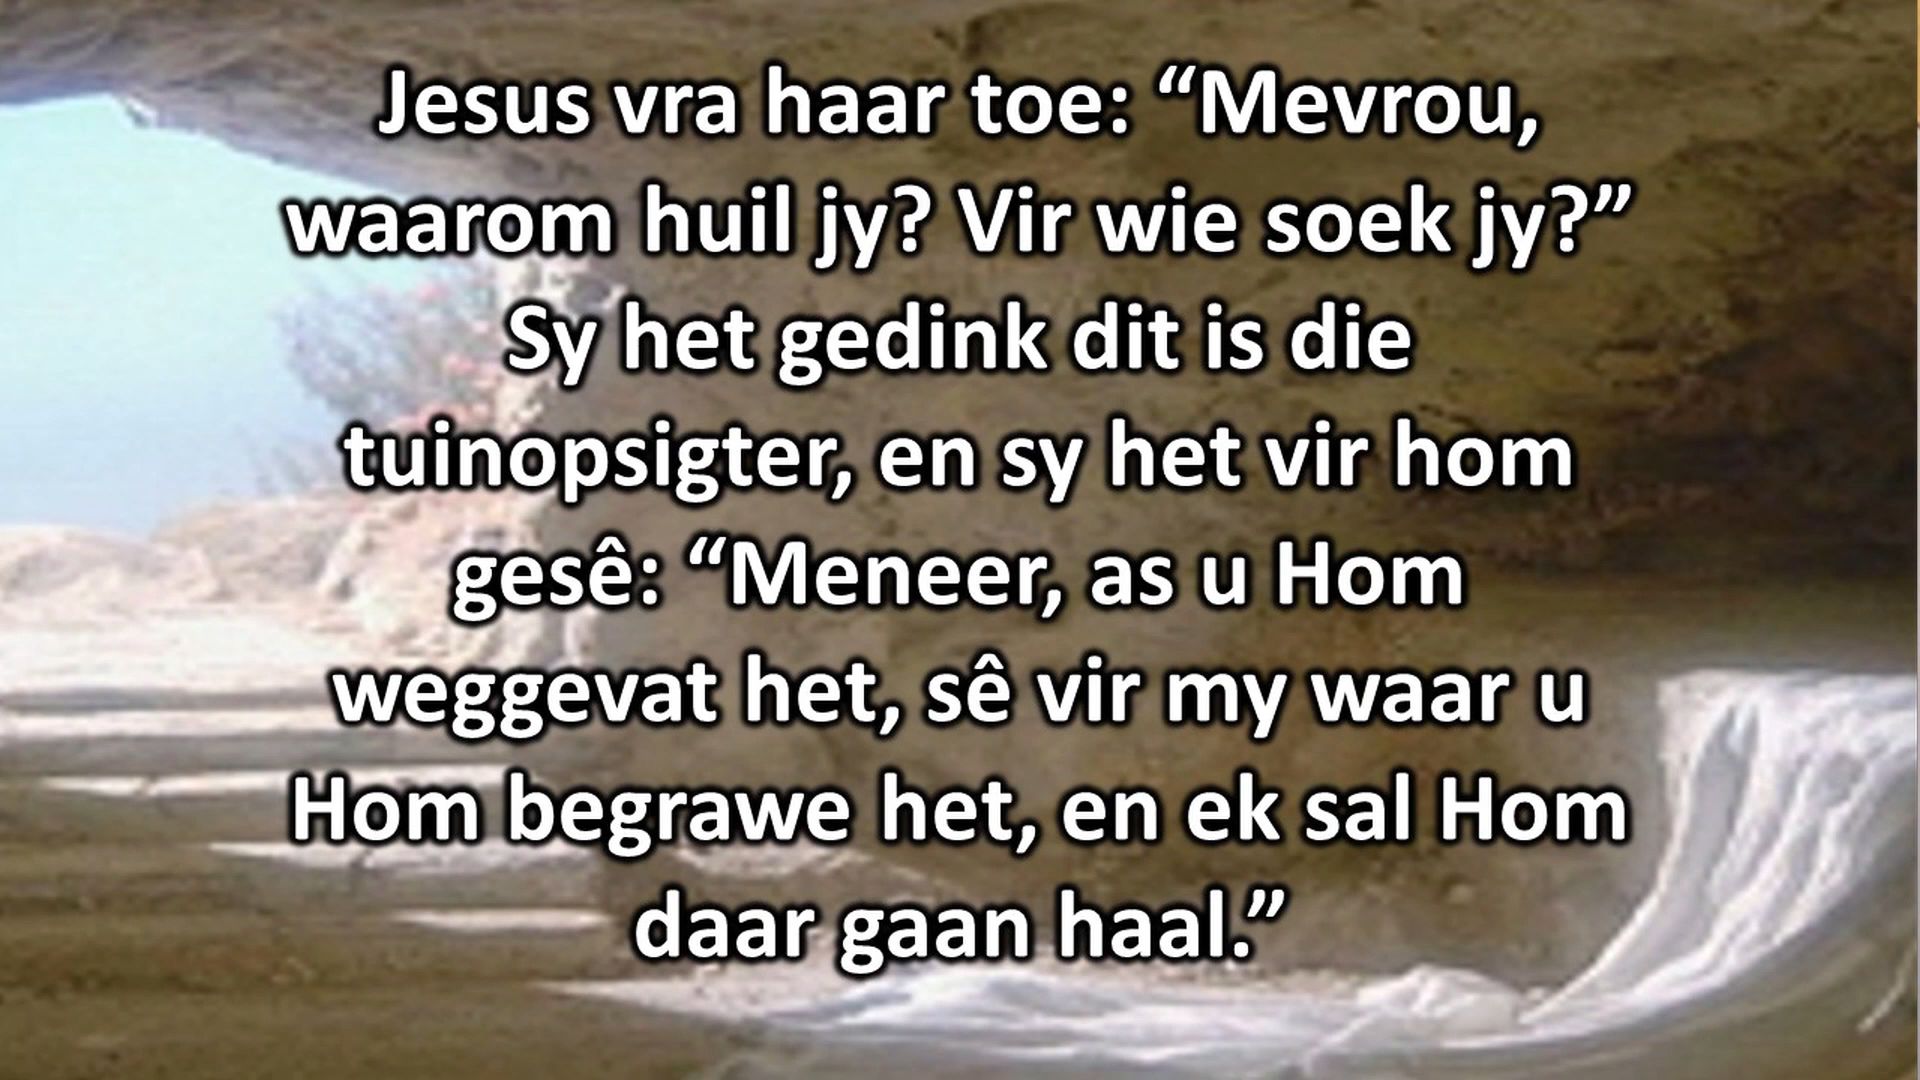 Jesus vra haar toe: “Mevrou,
waarom huil jy? Vir wie soek jy?”
Sy het gedink dit is die
tuinopsigter, en sy het vir hom
gesê: “Meneer, as u Hom
weggevat het, sê vir my waar u
Hom begrawe het, en ek sal Hom
daar gaan haal.”